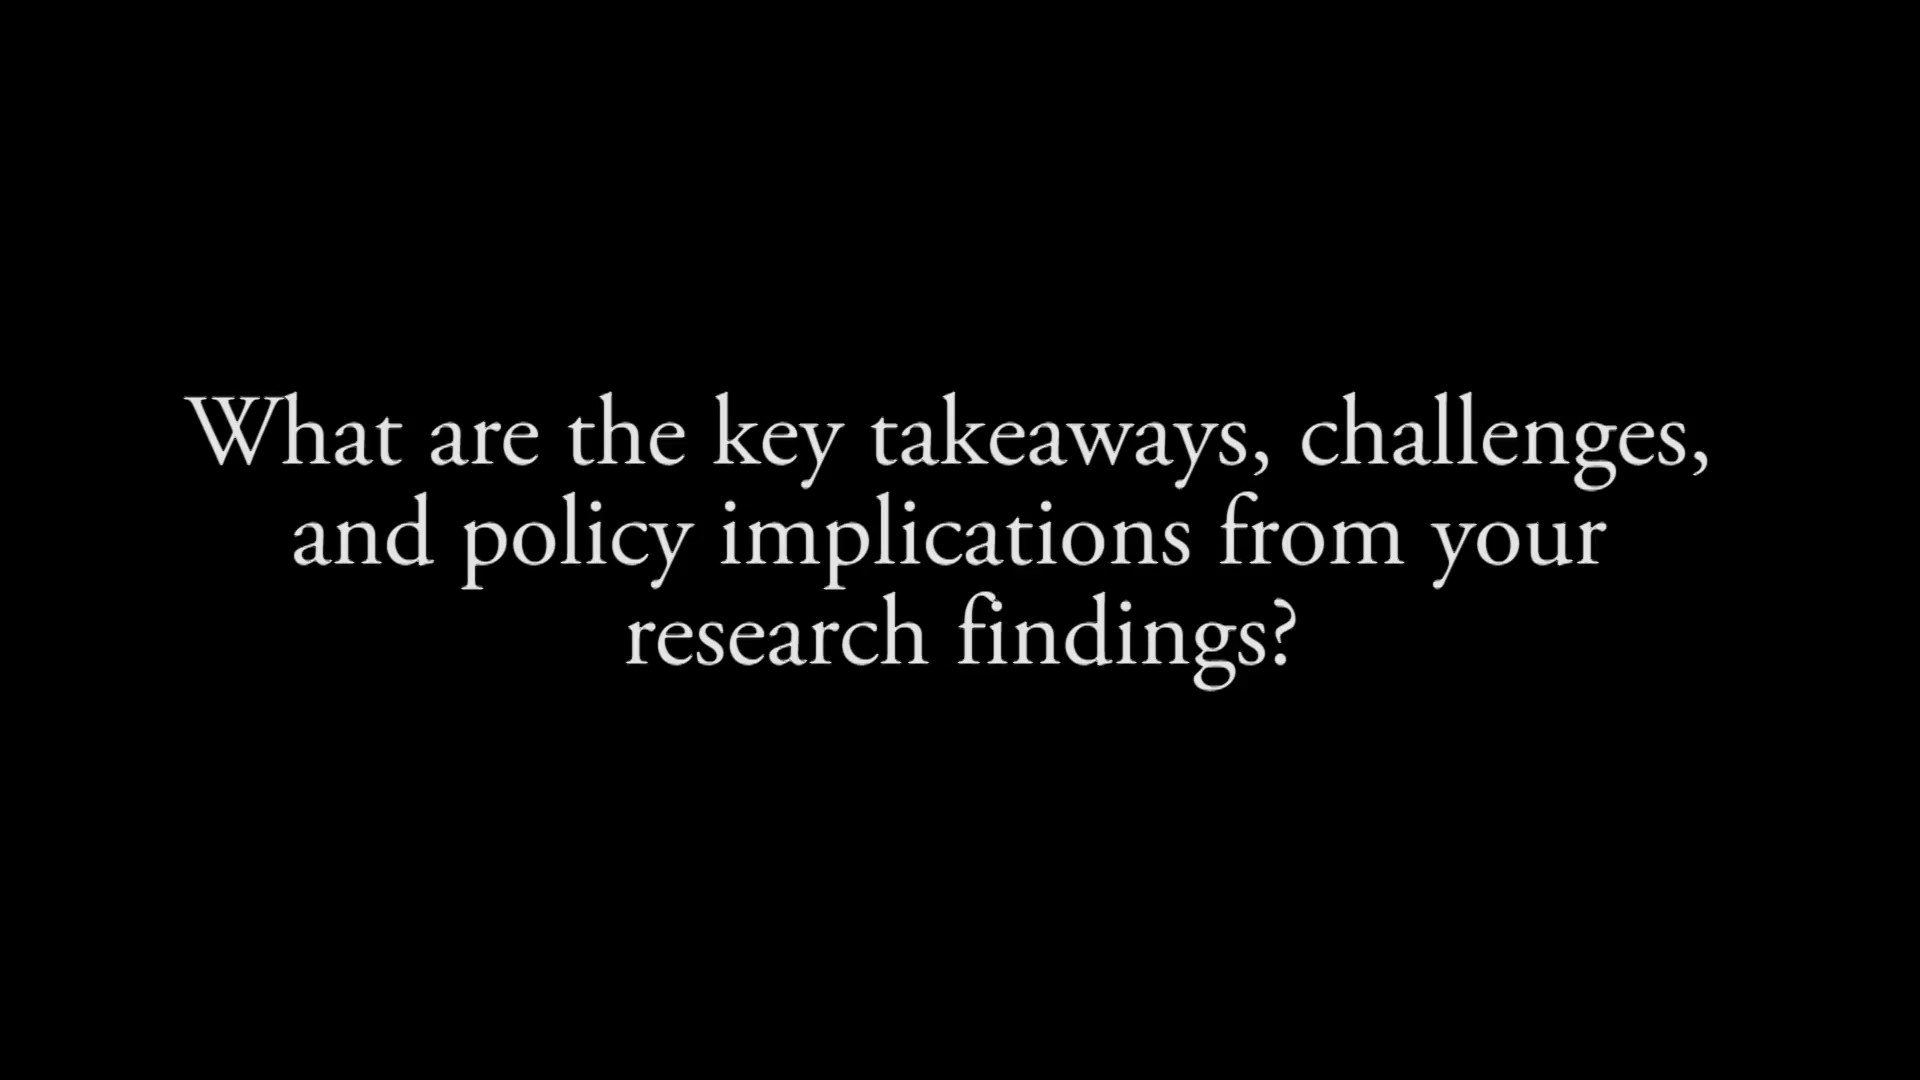 What are the key takeaways, challenges,
and policy implications from your
research findings?